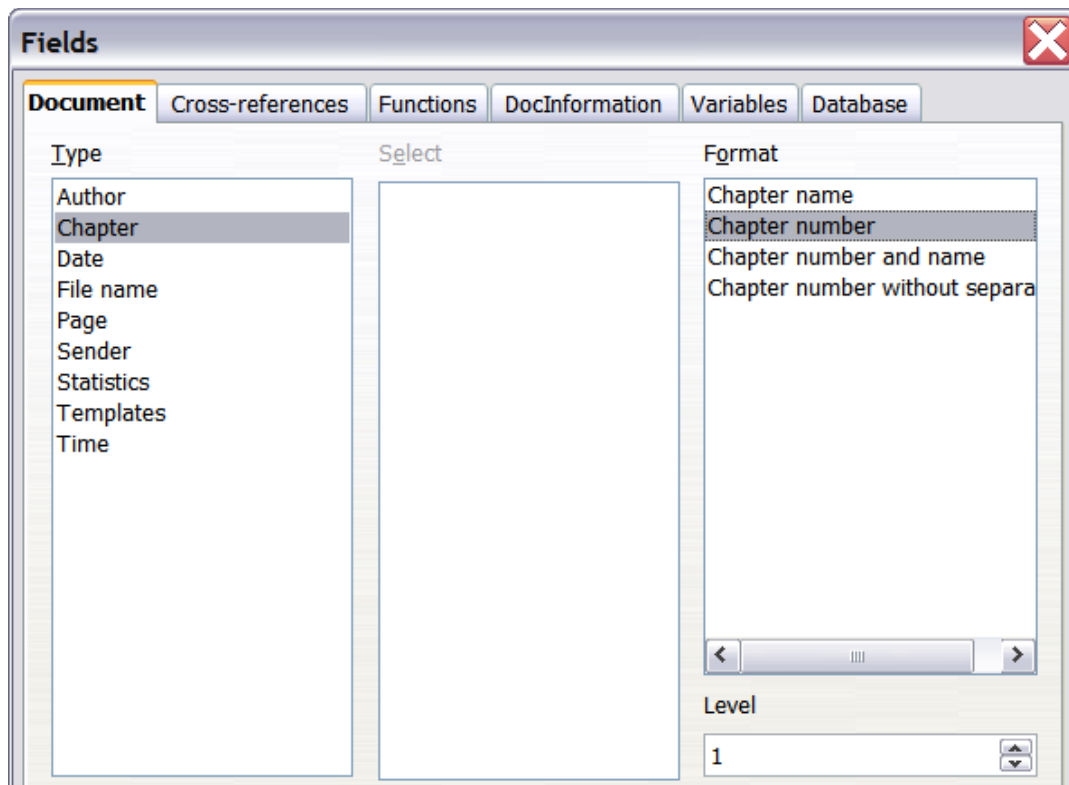 Fields
Document Cross-references Functions DocInformation Variables Database
Type
Author
Chapter
Date
File name
Page
Sender
Statistics
Templates
Time
Select
Format
Chapter name
Chapter number
Chapter number and name
Chapter number without separa
Level
1